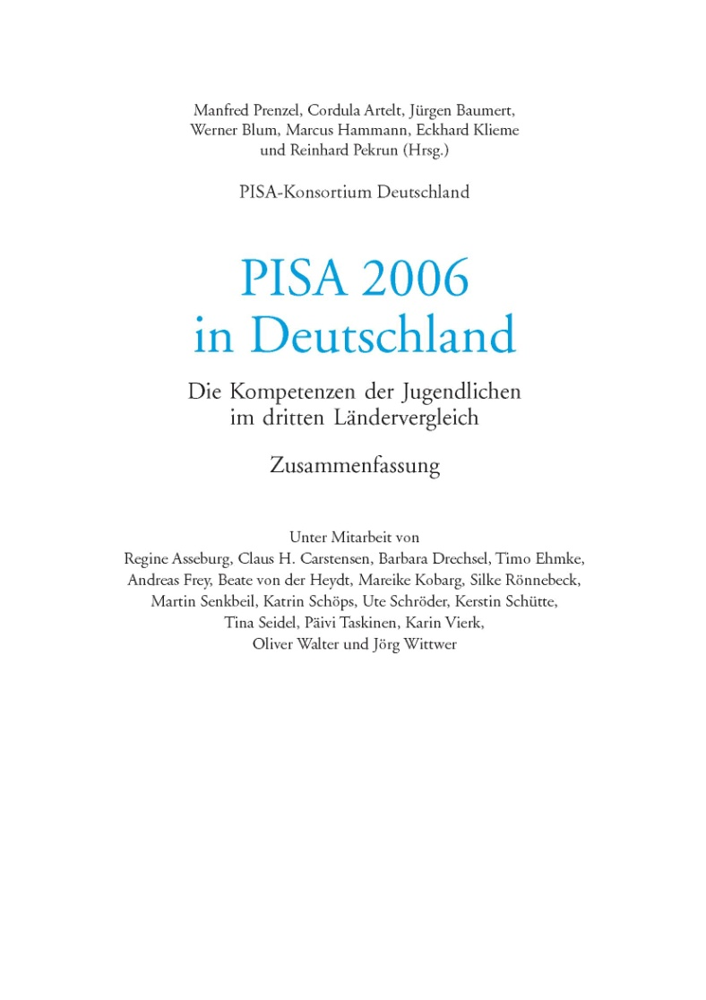 Manfred Prenzel, Cordula Artelt, Jürgen Baumert,
Werner Blum, Marcus Hammann, Eckhard Klieme
und Reinhard Pekrun (Hrsg.)
PISA-Konsortium Deutschland
PISA 2006
in Deutschland
Die Kompetenzen der Jugendlichen
im dritten Ländervergleich
Zusammenfassung
Unter Mitarbeit von
Regine Asseburg, Claus H. Carstensen, Barbara Drechsel, Timo Ehmke,
Andreas Frey, Beate von der Heydt, Mareike Kobarg, Silke Rönnebeck,
Martin Senkbeil, Katrin Schöps, Ute Schröder, Kerstin Schütte,
Tina Seidel, Päivi Taskinen, Karin Vierk,
Oliver Walter und Jörg Wittwer